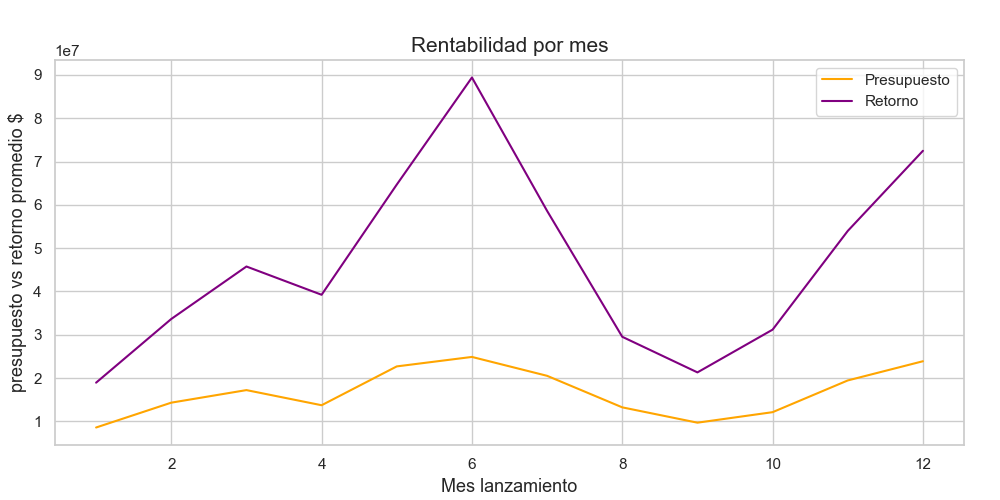 Rentabilidad por mes
1e7
Presupuesto
Retorno
presupuesto vs retorno promedio $
9
8
7
6
5
4
3
2
1
2 4 6 8 10 12
Mes lanzamiento